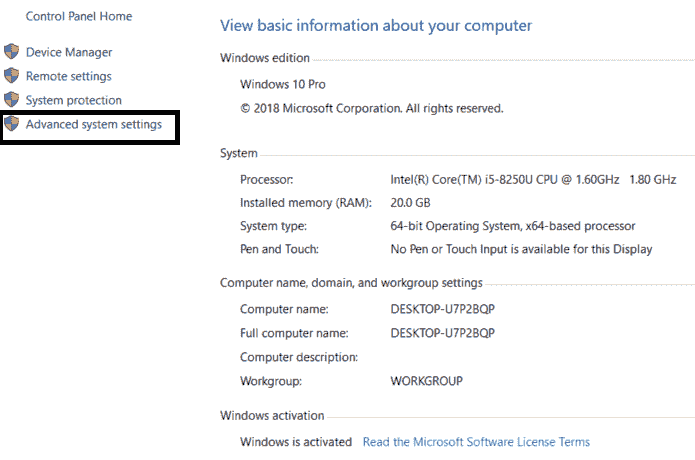 Control Panel Home
Device Manager
Remote settings
System protection
Advanced system settings
View basic information about your computer
Windows edition
Windows 10 Pro
© 2018 Microsoft Corporation. All rights reserved.
System
Processor: Intel(R) Core(TM) i5-8250U CPU @ 1.60GHz 1.80 GHz
Installed memory (RAM): 20.0 GB
System type: 64-bit Operating System, x64-based processor
Pen and Touch: No Pen or Touch Input is available for this Display
Computer name, domain, and workgroup settings
Computer name: DESKTOP-U7P2BQP
Full computer name: DESKTOP-U7P2BQP
Computer description:
Workgroup: WORKGROUP
Windows activation
Windows is activated Read the Microsoft Software License Terms